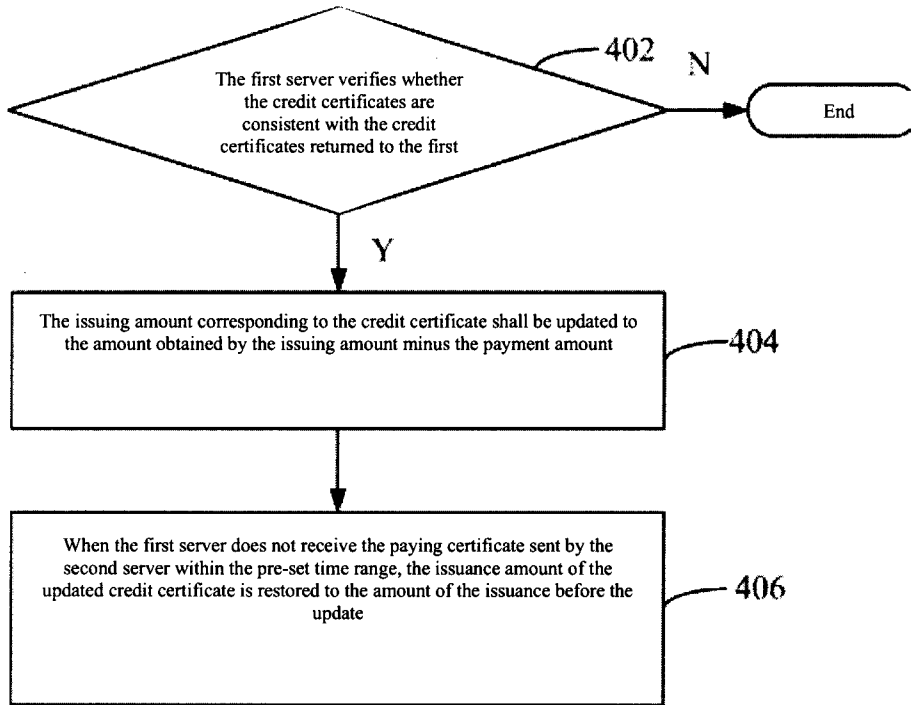 402
N
The first server verifies whether
the credit certificates are
consistent with the credit
certificates returned to the first
End
Y
The issuing amount corresponding to the credit certificate shall be updated to
the amount obtained by the issuing amount minus the payment amount
404
When the first server does not receive the paying certificate sent by the
second server within the pre-set time range, the issuance amount of the
updated credit certificate is restored to the amount of the issuance before the
update
406